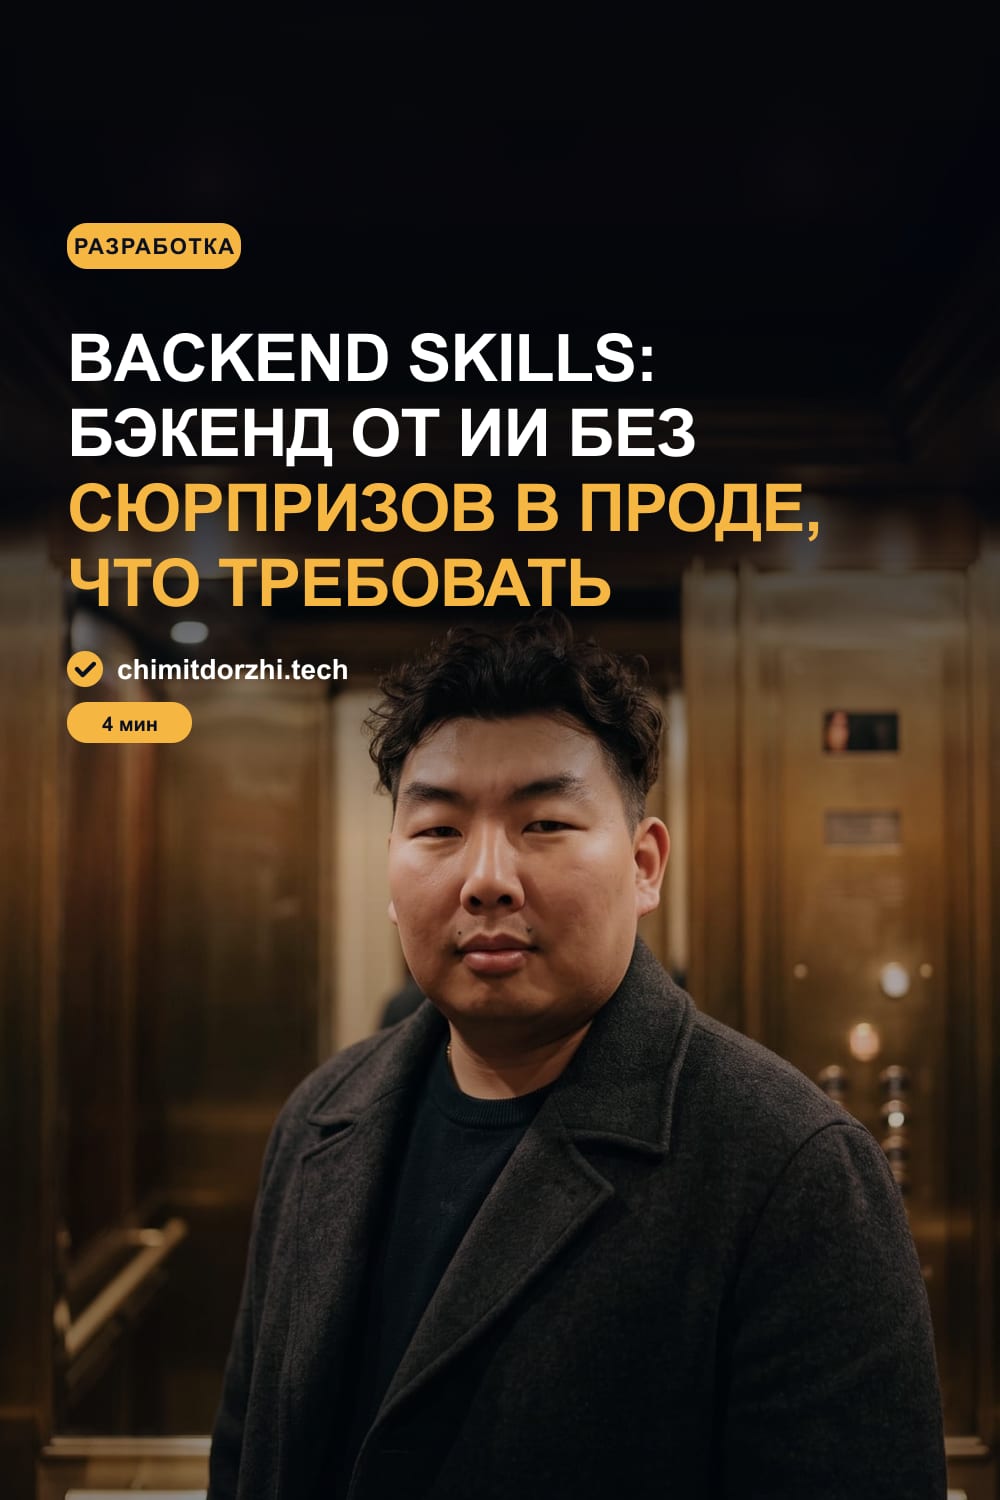 РАЗРАБОТКА
BACKEND SKILLS:
БЭКЕНД ОТ ИИ БЕЗ
СЮРПРИЗОВ В ПРОДЕ,
ЧТО ТРЕБОВАТЬ
chimitdorzhi.tech
4 мин